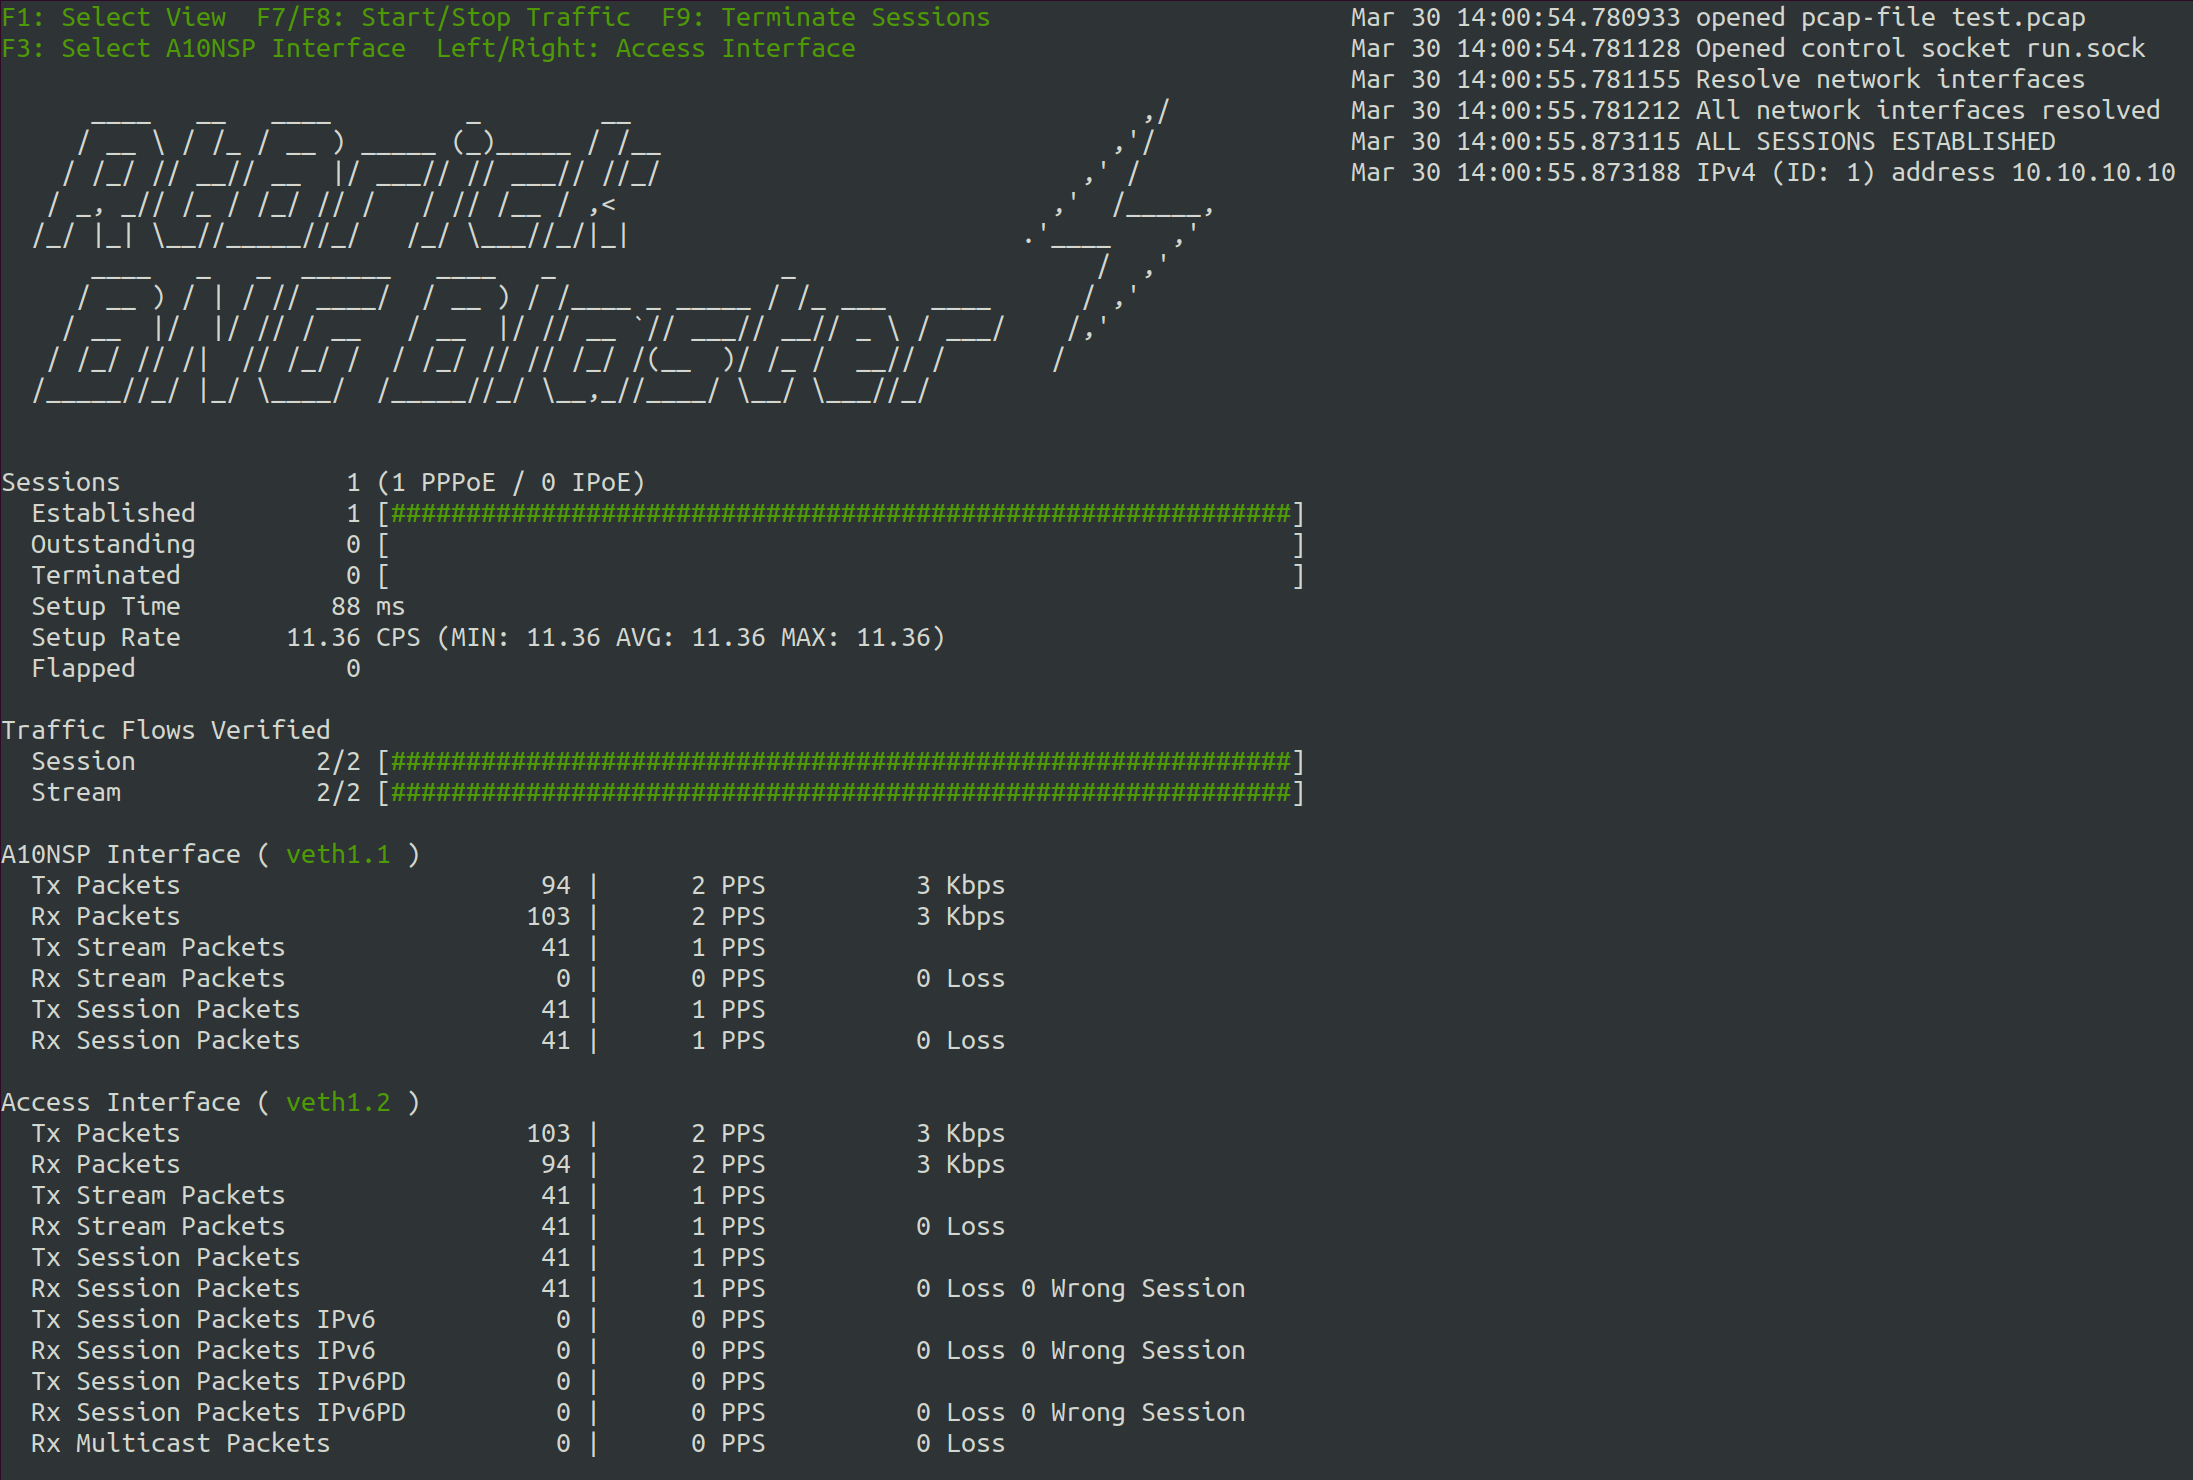 F1: Select View  F7/F8: Start/Stop Traffic  F9: Terminate Sessions
F3: Select A10NSP Interface  Left/Right: Access Interface
RtBrick
BNG Blaster
Sessions 1 (1 PPPoE / 0 IPoE)
Established 1 [############################################################]
Outstanding 0 [ ]
Terminated 0 [ ]
Setup Time 88 ms
Setup Rate 11.36 CPS (MIN: 11.36 AVG: 11.36 MAX: 11.36)
Flapped 0
Traffic Flows Verified
Session 2/2 [############################################################]
Stream 2/2 [############################################################]
A10NSP Interface ( veth1.1 )
Tx Packets 94 | 2 PPS 3 Kbps
Rx Packets 103 | 2 PPS 3 Kbps
Tx Stream Packets 41 | 1 PPS
Rx Stream Packets 0 | 0 PPS 0 Loss
Tx Session Packets 41 | 1 PPS
Rx Session Packets 41 | 1 PPS 0 Loss
Access Interface ( veth1.2 )
Tx Packets 103 | 2 PPS 3 Kbps
Rx Packets 94 | 2 PPS 3 Kbps
Tx Stream Packets 41 | 1 PPS
Rx Stream Packets 41 | 1 PPS 0 Loss
Tx Session Packets 41 | 1 PPS
Rx Session Packets 41 | 1 PPS 0 Loss 0 Wrong Session
Tx Session Packets IPv6 0 | 0 PPS
Rx Session Packets IPv6 0 | 0 PPS 0 Loss 0 Wrong Session
Tx Session Packets IPv6PD 0 | 0 PPS
Rx Session Packets IPv6PD 0 | 0 PPS 0 Loss 0 Wrong Session
Rx Multicast Packets 0 | 0 PPS 0 Loss
Mar 30 14:00:54.780933 opened pcap-file test.pcap
Mar 30 14:00:54.781128 Opened control socket run.sock
Mar 30 14:00:55.781155 Resolve network interfaces
Mar 30 14:00:55.781212 All network interfaces resolved
Mar 30 14:00:55.873115 ALL SESSIONS ESTABLISHED
Mar 30 14:00:55.873188 IPv4 (ID: 1) address 10.10.10.10